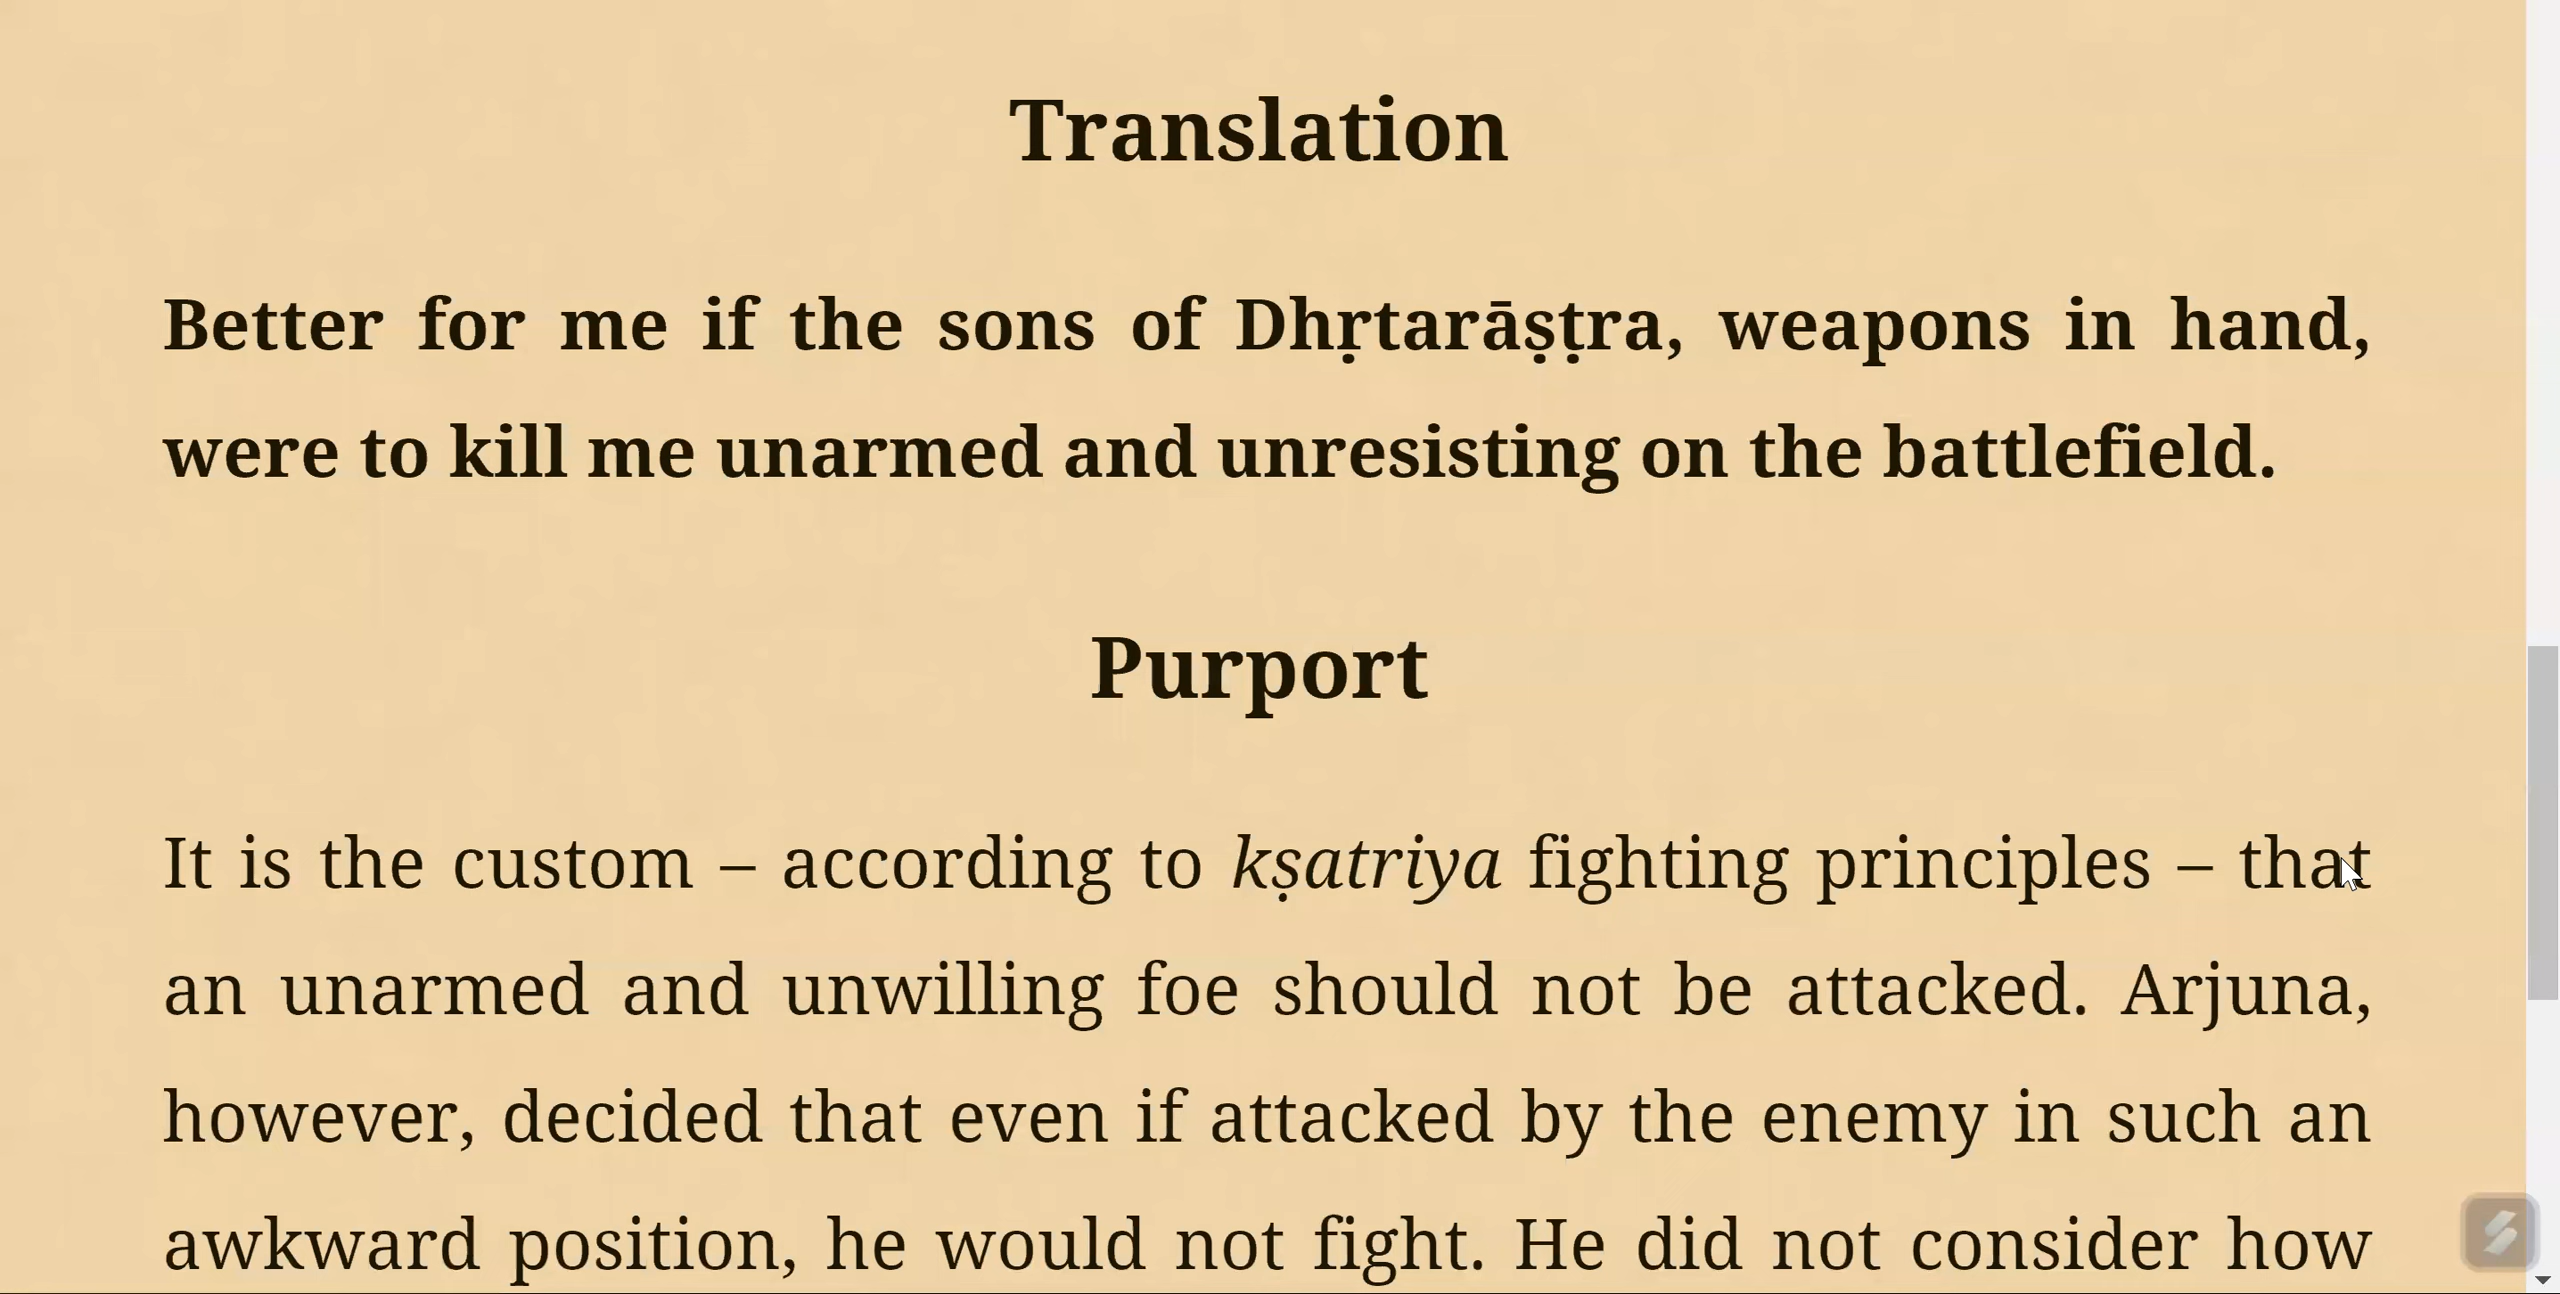 Translation
Better for me if the sons of Dhṛtarāṣṭra, weapons in hand,
were to kill me unarmed and unresisting on the battlefield.
Purport
It is the custom – according to kṣatriya fighting principles – that
an unarmed and unwilling foe should not be attacked. Arjuna,
however, decided that even if attacked by the enemy in such an
awkward position, he would not fight. He did not consider how